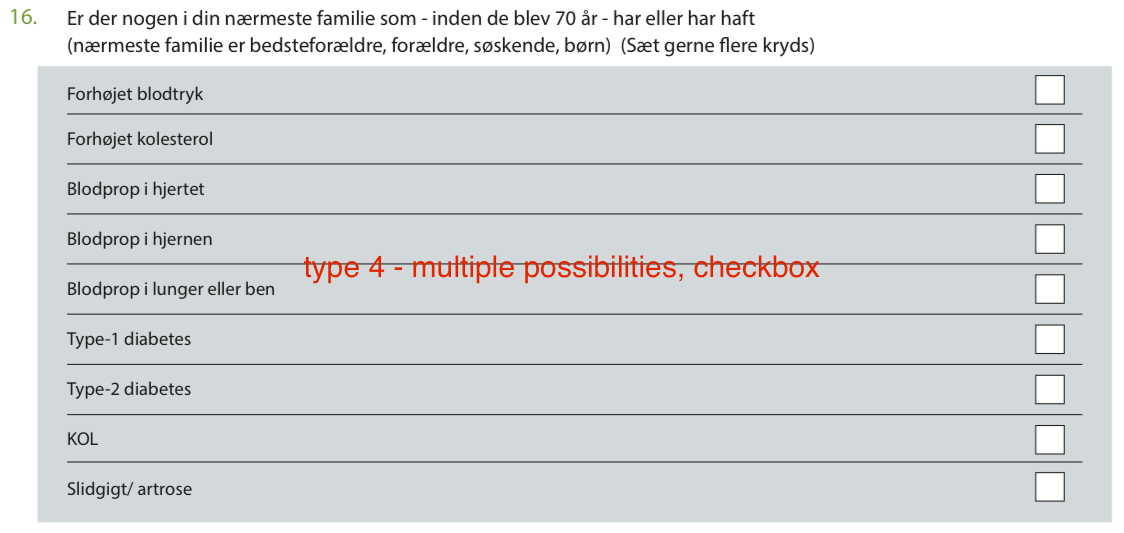 16. Er der nogen i din nærmeste familie som - inden de blev 70 år - har eller har haft
(nærmeste familie er bedsteforældre, forældre, søskende, børn)  (Sæt gerne flere kryds)
Forhøjet blodtryk
Forhøjet kolesterol
Blodprop i hjertet
Blodprop i hjernen
type 4 - multiple possibilities, checkbox
Blodprop i lunger eller ben
Type-1 diabetes
Type-2 diabetes
KOL
Slidgigt/ artrose